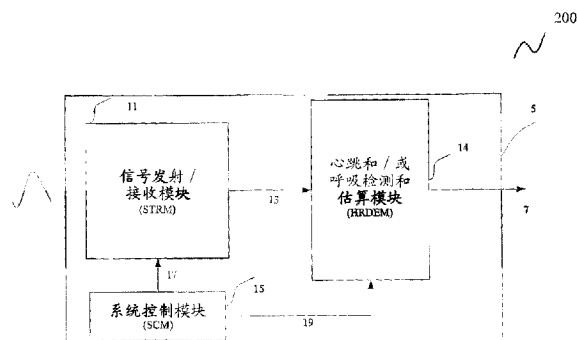 200
11
5
信号发射 /
接收模块
(STRM)
13
心跳和 / 或
呼吸检测和
估算模块
(HRDEM)
14
7
17
15
系统控制模块
(SCM)
19